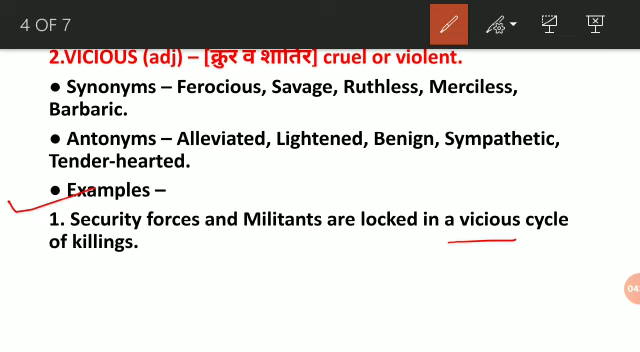 4 OF 7
2.VICIOUS (adj) – [क्रुर व शातिर] cruel or violent.
● Synonyms – Ferocious, Savage, Ruthless, Merciless,
Barbaric.
● Antonyms – Alleviated, Lightened, Benign, Sympathetic,
Tender-hearted.
● Examples –
1. Security forces and Militants are locked in a vicious cycle
of killings.